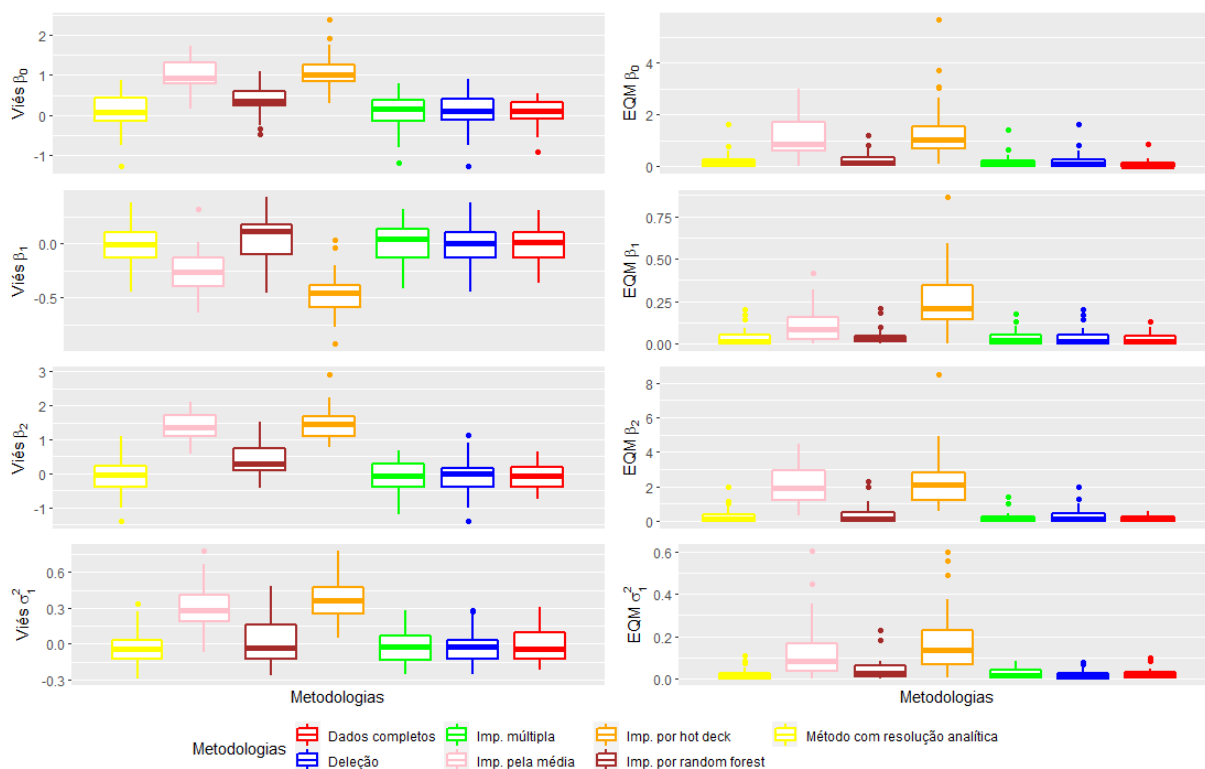 Viés β₀
2
1
0
-1
EQM β₀
4
2
0
Viés β₁
0.0
-0.5
EQM β₁
0.75
0.50
0.25
0.00
Viés β₂
3
2
1
0
-1
EQM β₂
8
6
4
2
0
Viés σ₁²
0.6
0.3
0.0
-0.3
EQM σ₁²
0.6
0.4
0.2
0.0
Metodologias
Metodologias
Metodologias
Dados completos
Imp. múltipla
Imp. por hot deck
Método com resolução analítica
Deleção
Imp. pela média
Imp. por random forest